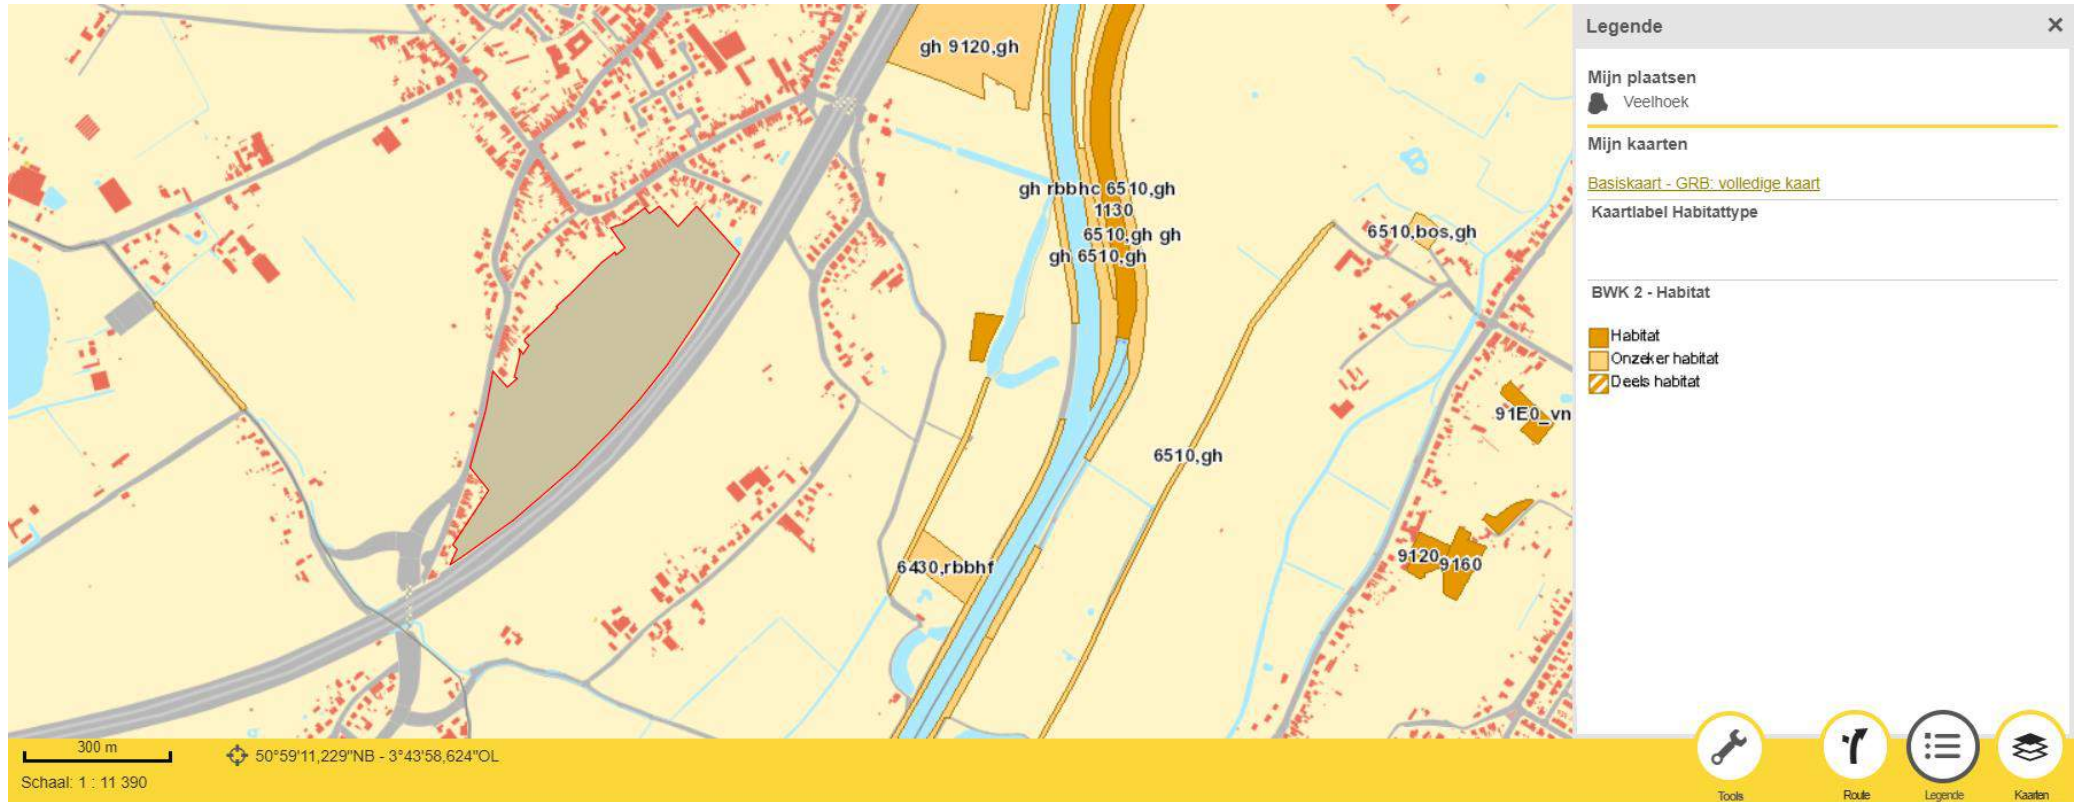 gh 9120,gh
gh rbbhc 6510,gh
1130
6510,gh gh
gh 6510,gh
6510,bos,gh
91E0_vn
6510,gh
9120
9160
6430,rbbhf
Legende
×
Mijn plaatsen
Veelhoek
Mijn kaarten
Basiskaart - GRB: volledige kaart
Kaartlabel Habitattype
BWK 2 - Habitat
Habitat
Onzeker habitat
Deels habitat
300 m
50°59'11,229"NB - 3°43'58,624"OL
Schaal: 1 : 11 390
Tools
Route
Legende
Kaarten